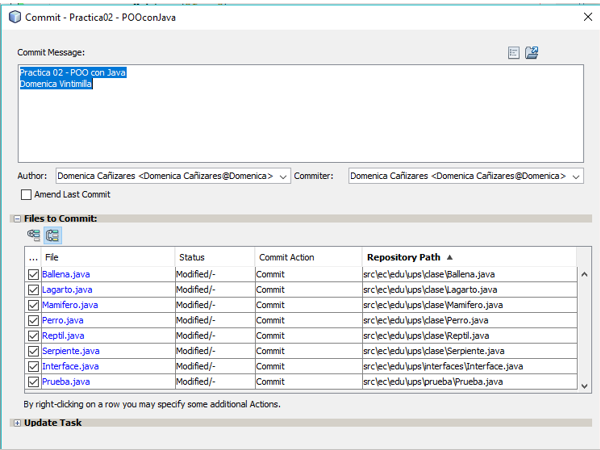 Commit - Practica02 - POOconJava
Commit Message:
Practica 02 - POO con Java
Domenica Vintimilla
Author: Domenica Cañizares <Domenica Cañizares@Domenica> Commiter: Domenica Cañizares <Domenica Cañizares@Domenica>
Amend Last Commit
Files to Commit:
... File Status Commit Action Repository Path
Ballena.java Modified/- Commit src\ec\edu\ups\clase\Ballena.java
Lagarto.java Modified/- Commit src\ec\edu\ups\clase\Lagarto.java
Mamifero.java Modified/- Commit src\ec\edu\ups\clase\Mamifero.java
Perro.java Modified/- Commit src\ec\edu\ups\clase\Perro.java
Reptil.java Modified/- Commit src\ec\edu\ups\clase\Reptil.java
Serpiente.java Modified/- Commit src\ec\edu\ups\clase\Serpiente.java
Interface.java Modified/- Commit src\ec\edu\ups\interfaces\Interface.java
Prueba.java Modified/- Commit src\ec\edu\ups\prueba\Prueba.java
By right-clicking on a row you may specify some additional Actions.
Update Task